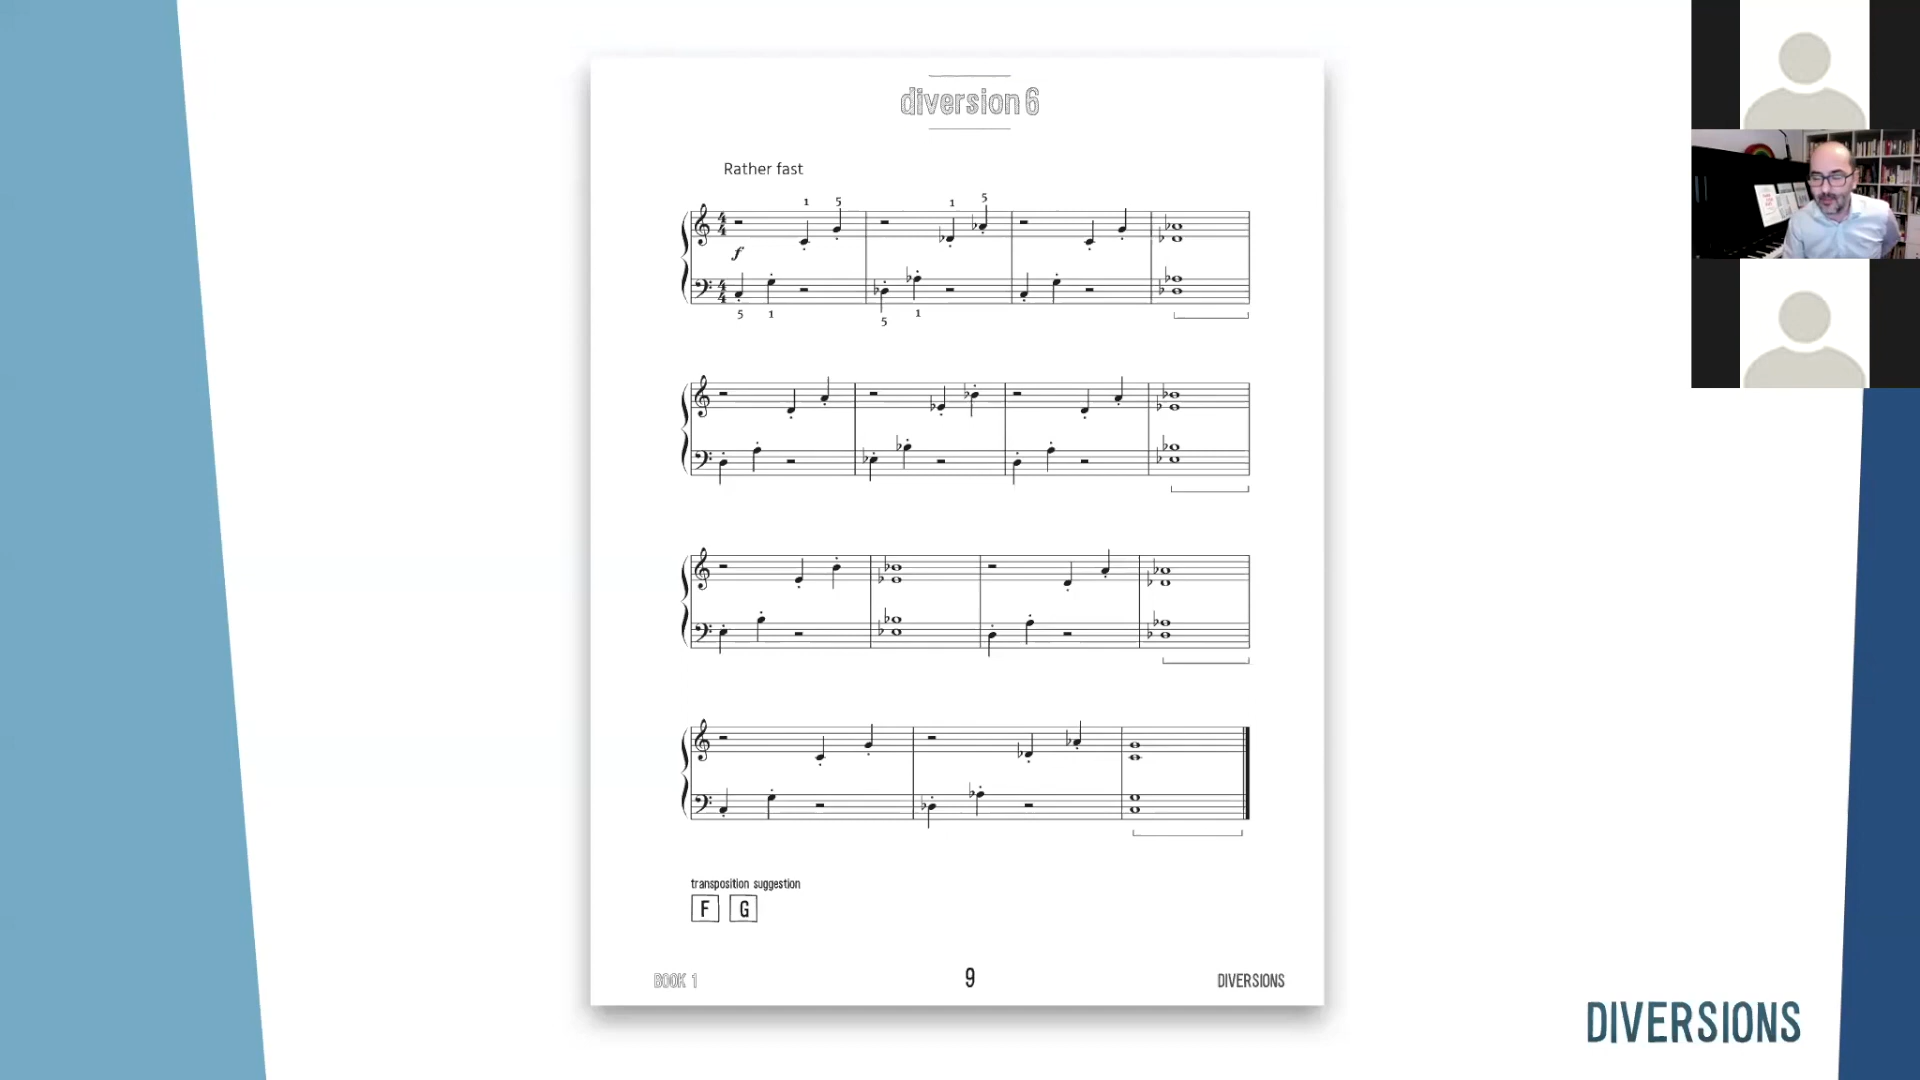 diversion 6
Rather fast
1 5 1 5
f
5 1 5 1
transposition suggestion
F G
BOOK 1 9 DIVERSIONS
DIVERSIONS